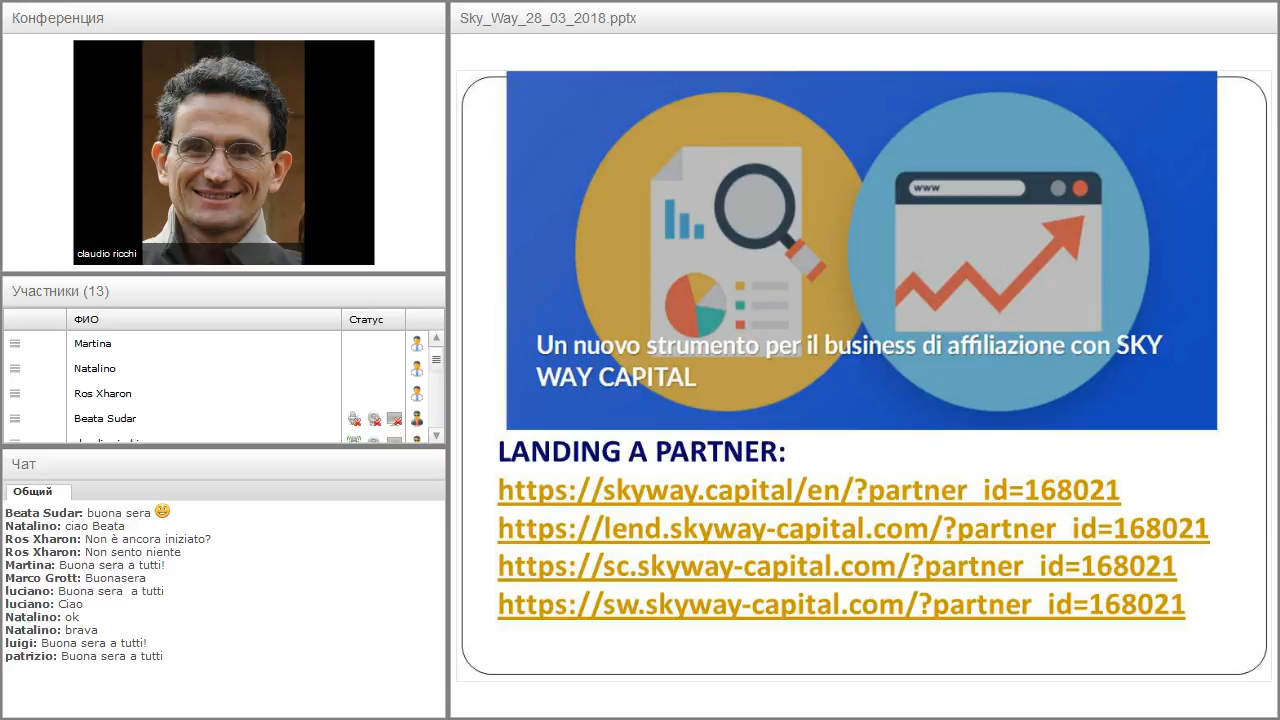 Конференция
claudio ricchi
Участники (13)
ФИО
Статус
Martina
Natalino
Ros Xharon
Beata Sudar
Чат
Общий
Beata Sudar: buona sera
Natalino: ciao Beata
Ros Xharon: Non è ancora iniziato?
Ros Xharon: Non sento niente
Martina: Buona sera a tutti!
Marco Grott: Buonasera
luciano: Buona sera a tutti
luciano: Ciao
Natalino: ok
Natalino: brava
luigi: Buona sera a tutti!
patrizio: Buona sera a tutti
Sky_Way_28_03_2018.pptx
www
Un nuovo strumento per il business di affiliazione con SKY
WAY CAPITAL
LANDING A PARTNER:
https://skyway.capital/en/?partner_id=168021
https://lend.skyway-capital.com/?partner_id=168021
https://sc.skyway-capital.com/?partner_id=168021
https://sw.skyway-capital.com/?partner_id=168021